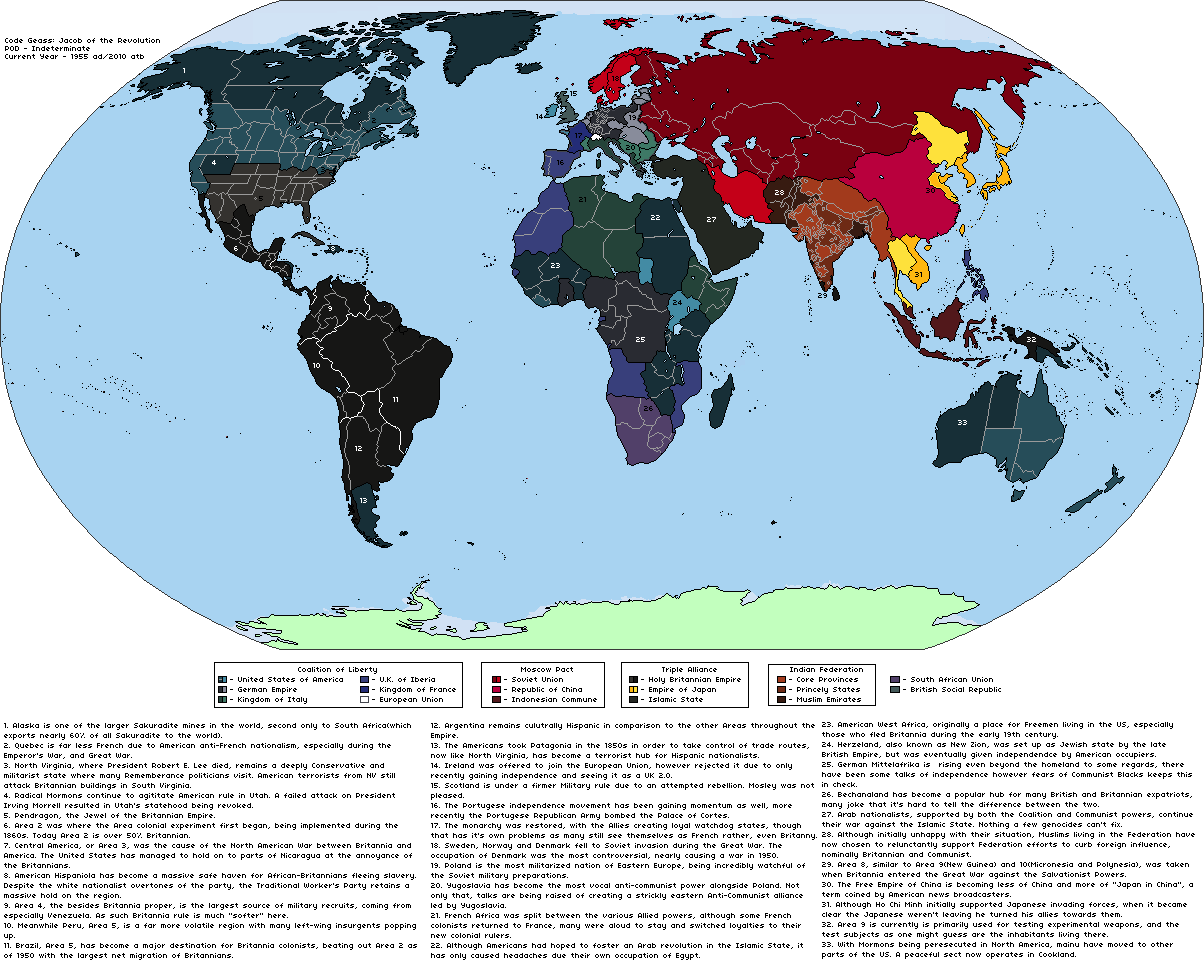 Code Geass: Jacob of the Revolution
POD - Indeterminate
Current Year - 1955 ad/2010 atb
Coalition of Liberty
- United States of America
- German Empire
- Kingdom of Italy
- U.K. of Iberia
- Kingdom of France
- European Union
Moscow Pact
- Soviet Union
- Republic of China
- Indonesian Commune
Triple Alliance
- Holy Britannian Empire
- Empire of Japan
- Islamic State
Indian Federation
- Core Provinces
- Princely States
- Muslim Emirates
- South African Union
- British Social Republic
1. Alaska is one of the larger Sakuradite mines in the world, second only to South Africa(which
exports nearly 60% of all Sakuradite to the world).
2. Quebec is far less French due to American anti-French nationalism, especially during the
Emperor's War, and Great War.
3. North Virginia, where President Robert E. Lee died, remains a deeply Conservative and
militarist state where many Rememberance politicians visit. American terrorists from NV still
attack Britannian buildings in South Virginia.
4. Radical Mormons continue to agititate American rule in Utah. A failed attack on President
Irving Morrell resulted in Utah's statehood being revoked.
5. Pendragon, the Jewel of the Britannian Empire.
6. Area 2 was where the Area colonial experiment first began, being implemented during the
1860s. Today Area 2 is over 50% Britannian.
7. Central America, or Area 3, was the cause of the North American War between Britannia and
America. The United States has managed to hold on to parts of Nicaragua at the annoyance of
the Britannians.
8. American Hispaniola has become a massive safe haven for African-Britannians fleeing slavery.
Despite the white nationalist overtones of the party, the Traditional Worker's Party retains a
massive hold on the region.
9. Area 4, the besides Britannia proper, is the largest source of military recruits, coming from
especially Venezuela. As such Britannia rule is much "softer" here.
10. Meanwhile Peru, Area 5, is a far more volatile region with many left-wing insurgents popping
up.
11. Brazil, Area 5, has become a major destination for Britannia colonists, beating out Area 2 as
of 1950 with the largest net migration of Britannians.
12. Argentina remains culutrally Hispanic in comparison to the other Areas throughout the
Empire.
13. The Americans took Patagonia in the 1850s in order to take control of trade routes,
now like North Virginia, has become a terrorist hub for Hispanic nationalists.
14. Ireland was offered to join the European Union, however rejected it due to only
recently gaining independence and seeing it as a UK 2.0.
15. Scotland is under a firmer Military rule due to an attempted rebellion. Mosley was not
pleased.
16. The Portegese independence movement has been gaining momentum as well, more
recently the Portugese Republican Army bombed the Palace of Cortes.
17. The monarchy was restored, with the Allies creating loyal watchdog states, though
that has it's own problems as many still see themselves as French rather, even Britanny.
18. Sweden, Norway and Denmark fell to Soviet invasion during the Great War. The
occupation of Denmark was the most controversial, nearly causing a war in 1950.
19. Poland is the most militarized nation of Eastern Europe, being incredibly watchful of
the Soviet military preparations.
20. Yugoslavia has become the most vocal anti-communist power alongside Poland. Not
only that, talks are being raised of creating a strictly eastern Anti-Communist alliance
led by Yugoslavia.
21. French Africa was split between the various Allied powers, although some French
colonists returned to France, many were aloud to stay and switched loyalties to their
new colonial rulers.
22. Although Americans had hoped to foster an Arab revolution in the Islamic State, it
has only caused headaches due their own occupation of Egypt.
23. American West Africa, originally a place for Freemen living in the US, especially
those who fled Britannia during the early 19th century.
24. Herzeland, also known as New Zion, was set up as Jewish state by the late
British Empire, but was eventually given independendce by American occupiers.
25. German Mittelafrika is rising even beyond the homeland to some regards, there
have been some talks of independence however fears of Communist Blacks keeps this
in check.
26. Bechanaland has become a popular hub for many British and Britannian expatriots,
many joke that it's hard to tell the difference between the two.
27. Arab nationalists, supported by both the Coalition and Communist powers, continue
their war against the Islamic State. Nothing a few genocides can't fix.
28. Although initially unhappy with their situation, Muslims living in the Federation have
now chosen to relunctantly support Federation efforts to curb foreign influence,
nominally Britannian and Communist.
29. Area 8, similar to Area 9(New Guinea) and 10(Micronesia and Polynesia), was taken
when Britannia entered the Great War against the Salvationist Powers.
30. The Free Empire of China is becoming less of China and more of "Japan in China", a
term coined by American news broadcasters.
31. Although Ho Chi Minh initially supported Japanese invading forces, when it became
clear the Japanese weren't leaving he turned his allies towards them.
32. Area 9 is currently is primarily used for testing experimental weapons, and the
test subjects as one might guess are the inhabitants living there.
33. With Mormons being peresecuted in North America, mainu have moved to other
parts of the US. A peaceful sect now operates in Cookland.